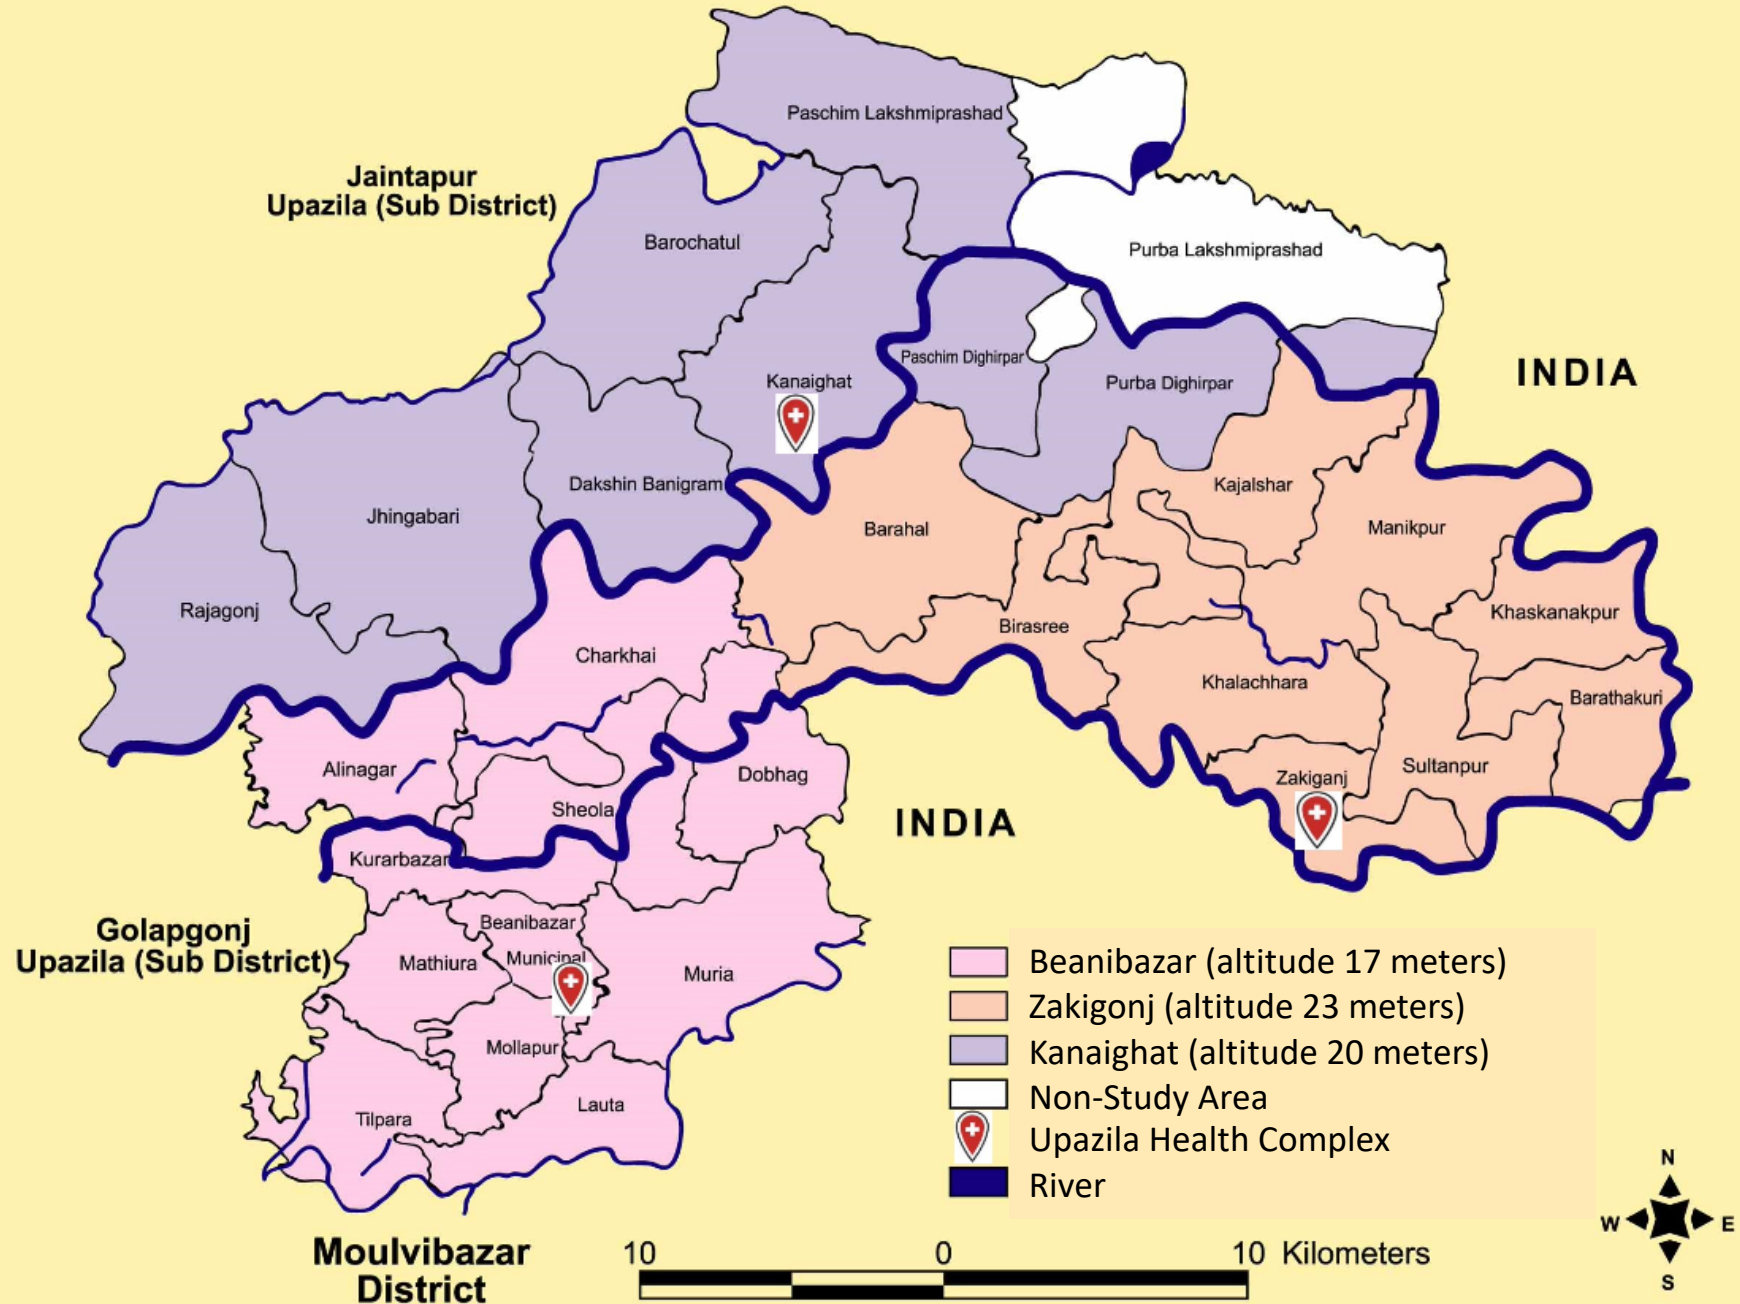 Paschim Lakshmiprashad
Jaintapur
Upazila (Sub District)
Barochatul
Purba Lakshmiprashad
Paschim Dighirpar
INDIA
Kanaighat
Purba Dighirpar
Dakshin Banigram
Kajalshar
Jhingabari
Barahal
Manikpur
Rajagonj
Khaskanakpur
Birasree
Charkhai
Khalachhara
Barathakuri
Alinagar
Dobhag
Zakiganj
Sultanpur
Sheola
INDIA
Kurarbazar
Golapgonj
Upazila (Sub District)
Beanibazar
Municipal
Mathiura
Muria
Mollapur
Lauta
Tilpara
Beanibazar (altitude 17 meters)
Zakigonj (altitude 23 meters)
Kanaighat (altitude 20 meters)
Non-Study Area
Upazila Health Complex
River
N
W
E
S
Moulvibazar
District
10 0 10 Kilometers